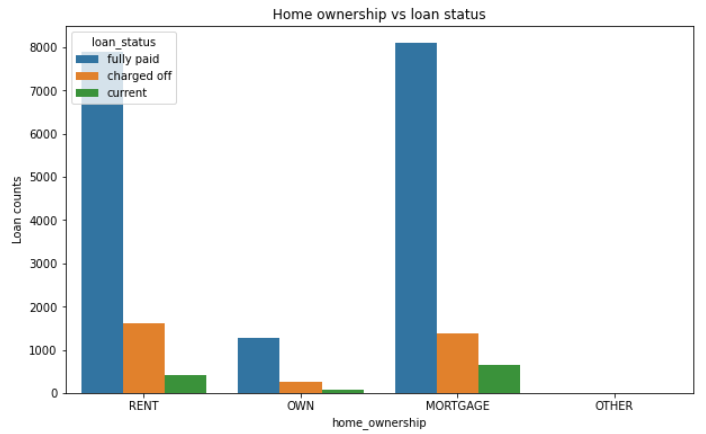 Home ownership vs loan status
loan_status
fully paid
charged off
current
8000
7000
6000
5000
4000
3000
2000
1000
0
Loan counts
RENT OWN MORTGAGE OTHER
home_ownership